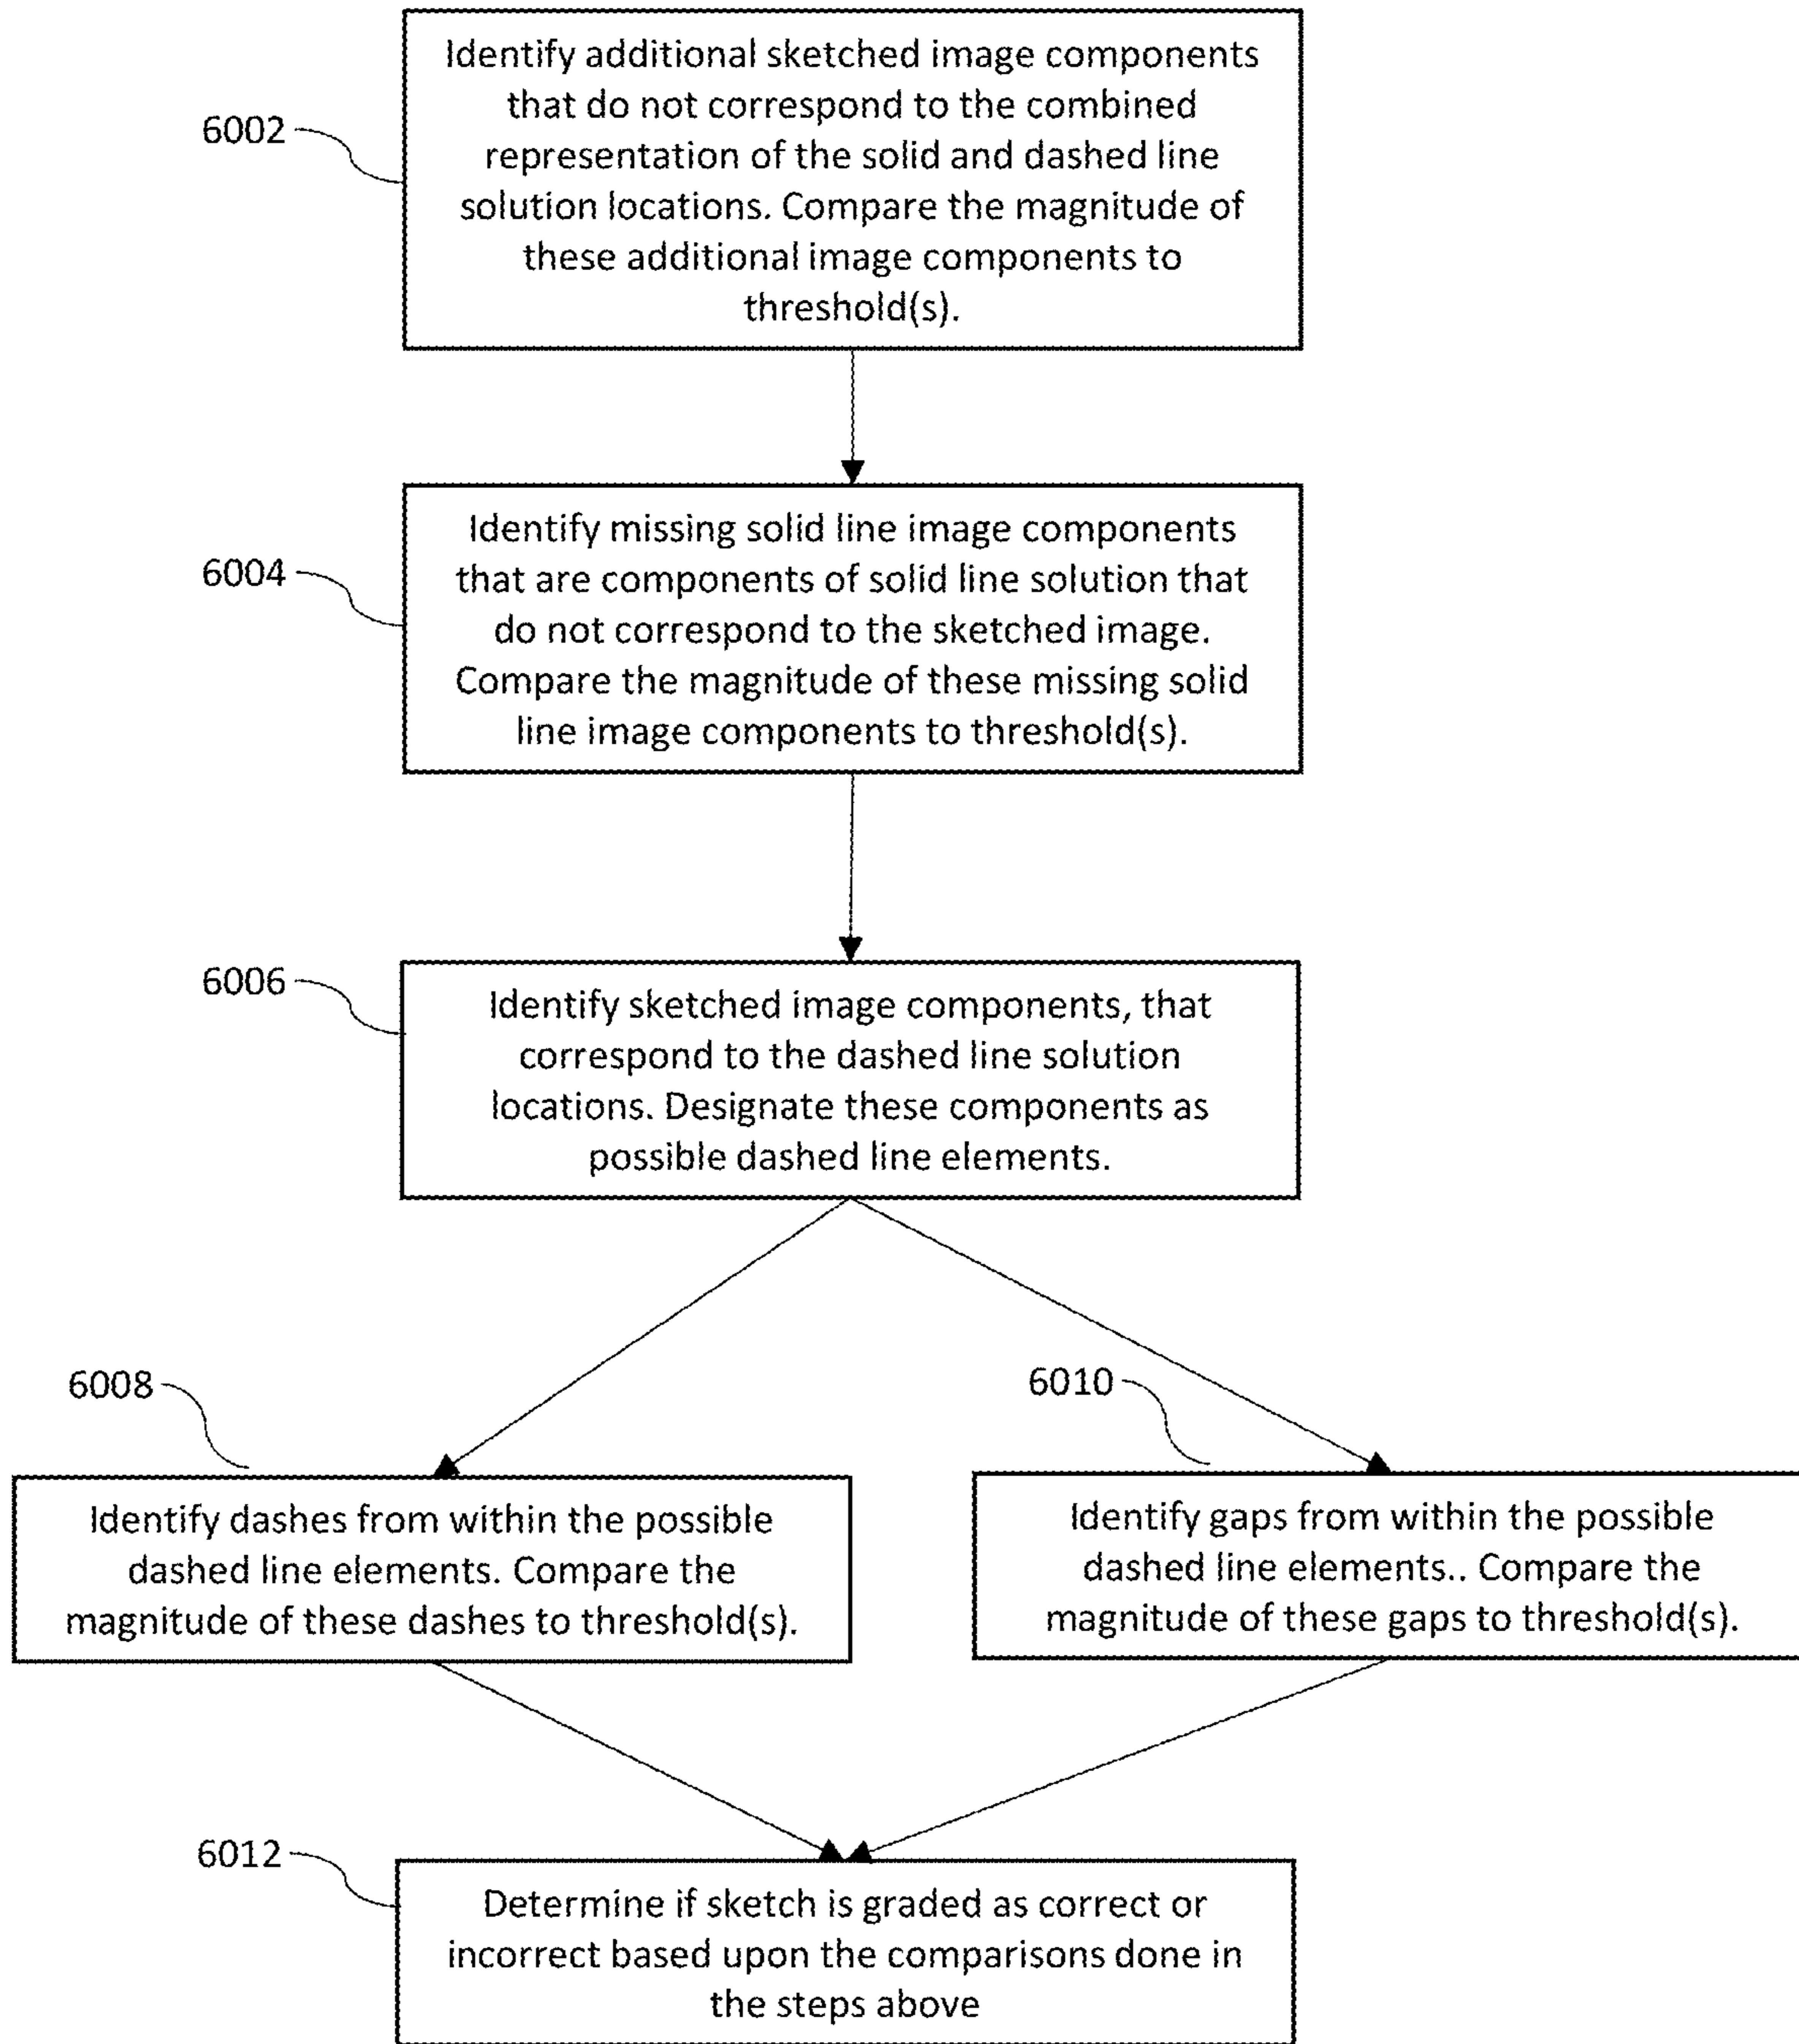 6002
Identify additional sketched image components
that do not correspond to the combined
representation of the solid and dashed line
solution locations. Compare the magnitude of
these additional image components to
threshold(s).
6004
Identify missing solid line image components
that are components of solid line solution that
do not correspond to the sketched image.
Compare the magnitude of these missing solid
line image components to threshold(s).
6006
Identify sketched image components, that
correspond to the dashed line solution
locations. Designate these components as
possible dashed line elements.
6008
Identify dashes from within the possible
dashed line elements. Compare the
magnitude of these dashes to threshold(s).
6010
Identify gaps from within the possible
dashed line elements.. Compare the
magnitude of these gaps to threshold(s).
6012
Determine if sketch is graded as correct or
incorrect based upon the comparisons done in
the steps above